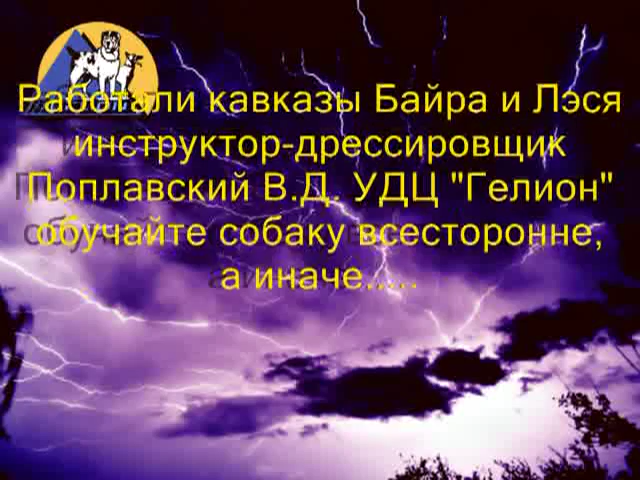 Работали кавказы Байра и Лэся
инструктор-дрессировщик
Поплавский В.Д. УДЦ "Гелион"
обучайте собаку всесторонне,
а иначе.....